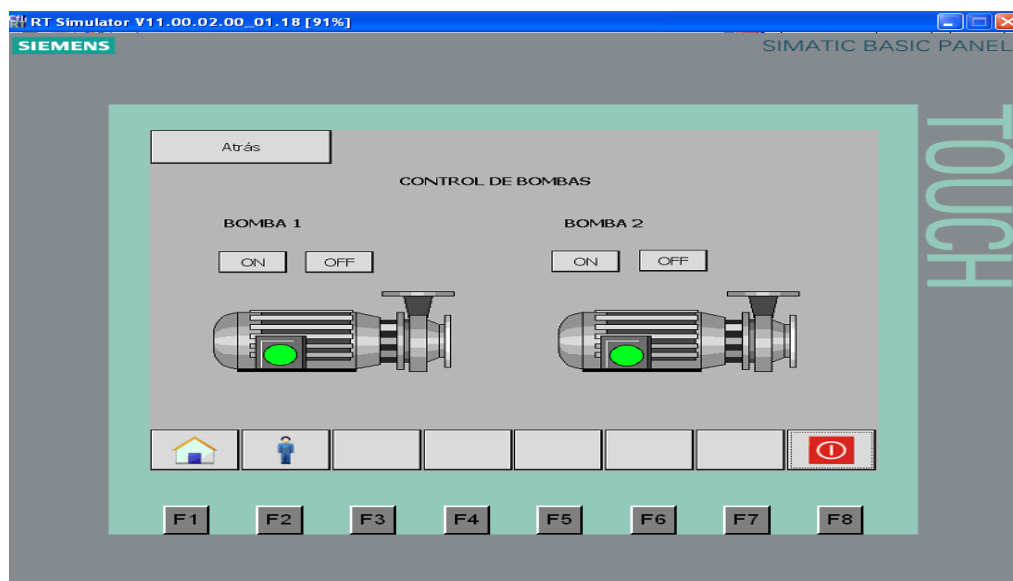 RT Simulator V11.00.02.00_01.18 [91%]
SIEMENS
SIMATIC BASIC PANEL
TOUCH
Atrás
CONTROL DE BOMBAS
BOMBA 1
BOMBA 2
ON OFF
ON OFF
F1 F2 F3 F4 F5 F6 F7 F8